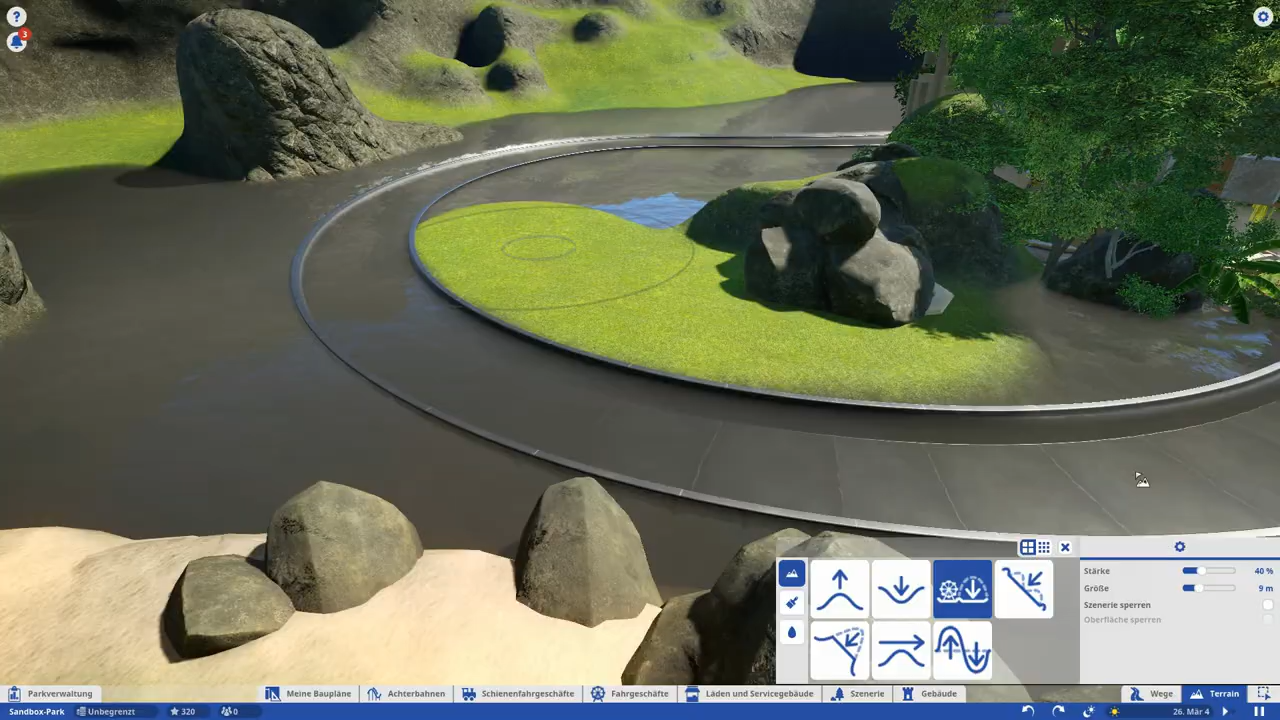 ?
3
Stärke 40 %
Größe 9 m
Szenerie sperren
Oberfläche sperren
Parkverwaltung Meine Baupläne Achterbahnen Schienenfahrgeschäfte Fahrgeschäfte Läden und Servicegebäude Szenerie Gebäude Wege Terrain
Sandbox-Park Unbegrenzt 320 0 26. Mär 4